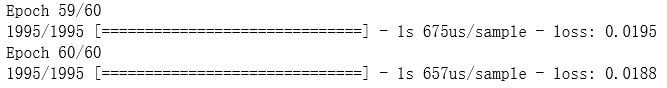 Epoch 59/60
1995/1995 [==============================] - 1s 675us/sample - loss: 0.0195
Epoch 60/60
1995/1995 [==============================] - 1s 657us/sample - loss: 0.0188